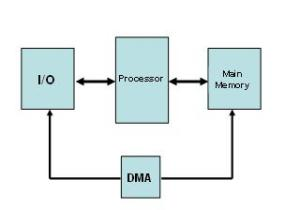 I/O
Processor
Main
Memory
DMA